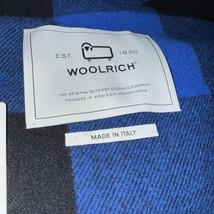 EST. 1830
WOOLRICH
THE ORIGINAL OUTDOOR CLOTHING COMPANY
FOUNDED IN WOOLRICH, PENNSYLVANIA
MADE IN ITALY